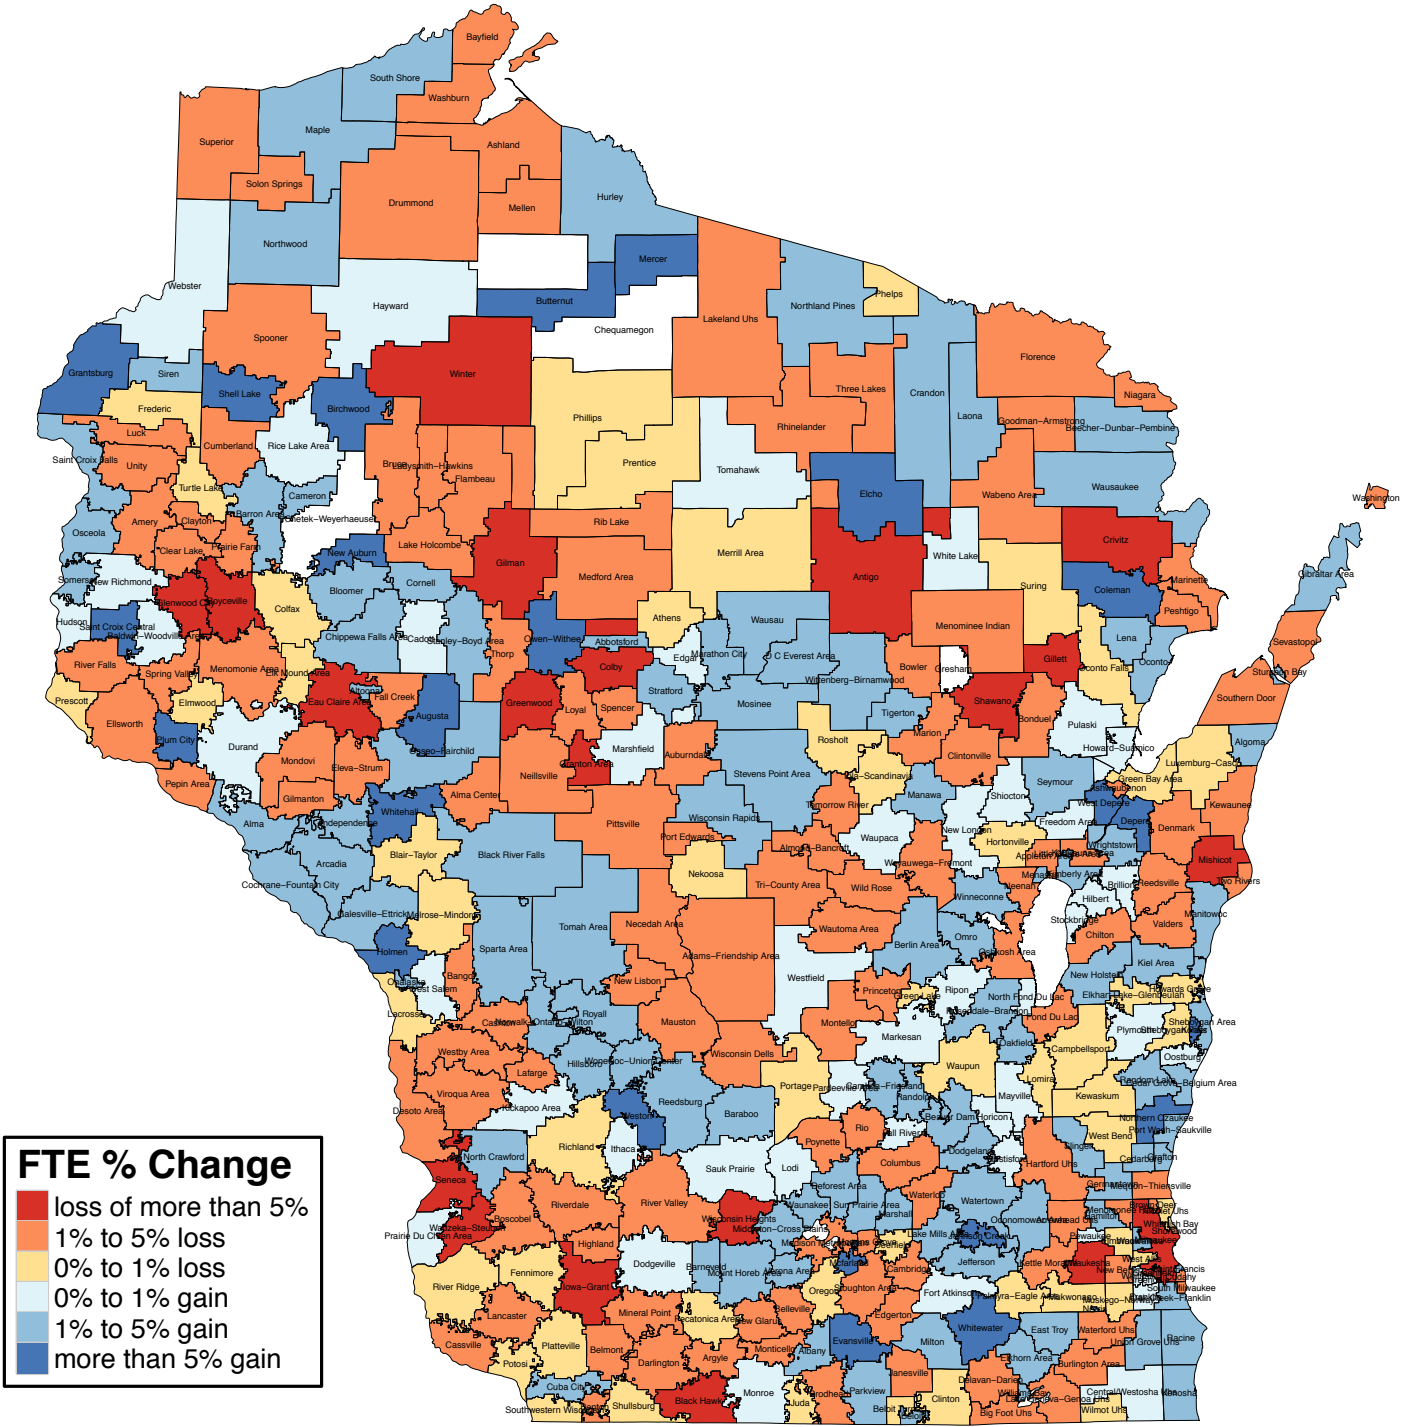 Bayfield
South Shore
Washburn
Maple
Superior
Ashland
Solon Springs
Hurley
Drummond
Mellen
Northwood
Mercer
Webster
Butternut
Hayward
Phelps
Northland Pines
Lakeland Uhs
Chequamegon
Spooner
Florence
Grantsburg
Siren
Winter
Shell Lake
Three Lakes
Crandon
Niagara
Frederic
Birchwood
Phillips
Laona
Goodman-Armstrong
Rhinelander
Beecher-Dunbar-Pembine
Luck
Cumberland
Rice Lake Area
Saint Croix Falls
Unity
Bruce
Ladysmith-Hawkins
Prentice
Tomahawk
Flambeau
Turtle Lake
Cameron
Elcho
Wabeno Area
Wausaukee
Washington
Barron Area
Chetek-Weyerhaeuser
Amery
Clayton
Rib Lake
Osceola
Crivitz
Clear Lake
Prairie Farm
New Auburn
Lake Holcombe
Merrill Area
White Lake
Gilman
Medford Area
Antigo
Gibraltar Area
Somerset
New Richmond
Cornell
Bloomer
Suring
Coleman
Marinette
Glenwood City
Boyceville
Colfax
Peshtigo
Hudson
Saint Croix Central
Baldwin-Woodville Area
Chippewa Falls Area
Cadott
Stanley-Boyd Area
Owen-Withee
Abbotsford
Athens
Wausau
Menominee Indian
Lena
Sevastopol
Thorp
Edgar
Marathon City
D C Everest Area
River Falls
Spring Valley
Menomonie Area
Elk Mound Area
Colby
Bowler
Gresham
Gillett
Oconto Falls
Oconto
Sturgeon Bay
Wittenberg-Birnamwood
Prescott
Elmwood
Eau Claire Area
Altoona
Fall Creek
Stratford
Southern Door
Greenwood
Loyal
Spencer
Mosinee
Tigerton
Shawano
Bonduel
Ellsworth
Augusta
Pulaski
Plum City
Durand
Osseo-Fairchild
Marshfield
Marion
Howard-Suamico
Algoma
Rosholt
Auburndale
Clintonville
Mondovi
Eleva-Strum
Granton Area
Luxemburg-Casco
Neillsville
Stevens Point Area
Iola-Scandinavia
Green Bay Area
Pepin Area
Gilmanton
Alma Center
Manawa
Shiocton
Seymour
Ashwaubenon
Tomorrow River
West Depere
Kewaunee
Whitehall
Alma
Independence
Pittsville
Wisconsin Rapids
Freedom Area
Depere
Denmark
New London
Port Edwards
Waupaca
Hortonville
Wrightstown
Blair-Taylor
Black River Falls
Almond-Bancroft
Weyauwega-Fremont
Mishicot
Arcadia
Nekoosa
Kimberly Area
Menasha
Neenah
Tri-County Area
Wild Rose
Brillion
Reedsville
Two Rivers
Cochrane-Fountain City
Winneconne
Hilbert
Galesville-Ettrick
Melrose-Mindoro
Stockbridge
Manitowoc
Necedah Area
Tomah Area
Valders
Wautoma Area
Omro
Chilton
Holmen
Sparta Area
Berlin Area
Oshkosh Area
Adams-Friendship Area
Kiel Area
Onalaska
West Salem
Bangor
New Lisbon
Westfield
New Holstein
Princeton
Green Lake
Ripon
North Fond Du Lac
Elkhart Lake-Glenbeulah
Howards Grove
Lacrosse
Cashton
Norwalk-Ontario-Wilton
Royall
Mauston
Montello
Rosendale-Brandon
Fond Du Lac
Plymouth
Sheboygan Area
Markesan
Oakfield
Campbellsport
Oostburg
Westby Area
Hillsboro
Wonewoc-Union Center
Wisconsin Dells
Lafarge
Waupun
Lomira
Random Lake
Cedar Grove-Belgium Area
Portage
Pardeeville Area
Cambria-Friesland
Randolph
Viroqua Area
Kickapoo Area
Reedsburg
Baraboo
Mayville
Kewaskum
Desoto Area
Weston
Beaver Dam
Horicon
Northern Ozaukee
Port Wash-Saukville
Rio
Fall River
Richland
Ithaca
Poynette
West Bend
Slinger
Dodgeland
Hustisford
Cedarburg
Grafton
North Crawford
Sauk Prairie
Lodi
Columbus
Hartford Uhs
Seneca
Germantown
Mequon-Thiensville
Deforest Area
Riverdale
River Valley
Waterloo
Watertown
Boscobel
Waunakee
Sun Prairie Area
Marshall
Wisconsin Heights
Oconomowoc Area
Arrowhead Uhs
Hamilton
Whitefish Bay
Shorewood
Wauzeka-Steuben
Prairie Du Chien Area
Middleton-Cross Plains
Lake Mills
Johnson Creek
Pewaukee
Highland
Madison Metropolitan
Monona Grove
Deerfield
Dodgeville
Barneveld
Mount Horeb Area
Verona Area
Mcfarland
Cambridge
Jefferson
Kettle Moraine
Waukesha
West Allis
New Berlin
Fennimore
River Ridge
Iowa-Grant
Oregon
Stoughton Area
Fort Atkinson
Palmyra-Eagle Area
Mukwonago
Muskego-Norway
South Milwaukee
Oak Creek-Franklin
Lancaster
Mineral Point
Pecatonica Area
New Glarus
Belleville
Edgerton
Cassville
Platteville
Belmont
Darlington
Argyle
Monticello
Albany
Evansville
Milton
Whitewater
East Troy
Waterford Uhs
Union Grove Uhs
Racine
Potosi
Elkhorn Area
Burlington Area
Cuba City
Black Hawk
Monroe
Juda
Brodhead
Parkview
Janesville
Delavan-Darien
Williams Bay
Lake Geneva-Genoa Uhs
Central/Westosha Uhs
Kenosha
Southwestern Wisconsin
Benton
Shullsburg
Beloit Turner
Beloit
Clinton
Big Foot Uhs
Wilmot Uhs
FTE % Change
loss of more than 5%
1% to 5% loss
0% to 1% loss
0% to 1% gain
1% to 5% gain
more than 5% gain